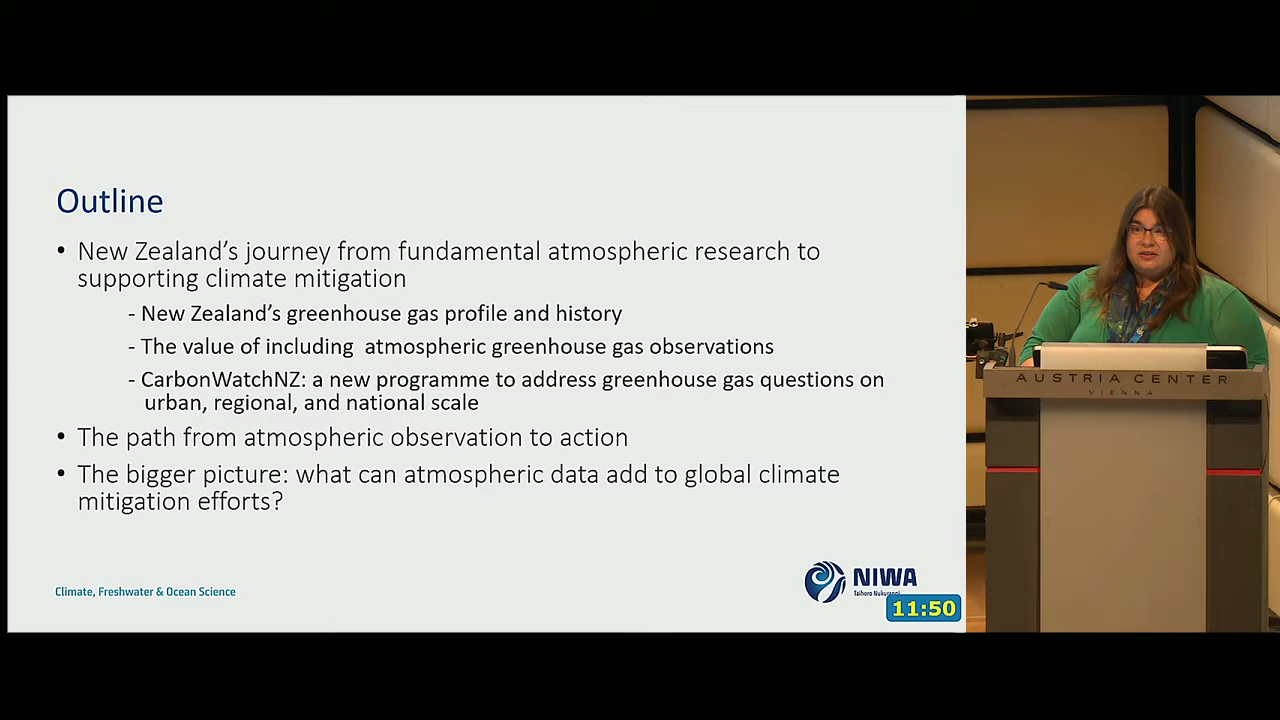 Outline
• New Zealand's journey from fundamental atmospheric research to
supporting climate mitigation
- New Zealand's greenhouse gas profile and history
- The value of including atmospheric greenhouse gas observations
- CarbonWatchNZ: a new programme to address greenhouse gas questions on
urban, regional, and national scale
• The path from atmospheric observation to action
• The bigger picture: what can atmospheric data add to global climate
mitigation efforts?
Climate, Freshwater & Ocean Science
NIWA
Taihoro Nukurangi
11:50
AUSTRIA CENTER
VIENNA